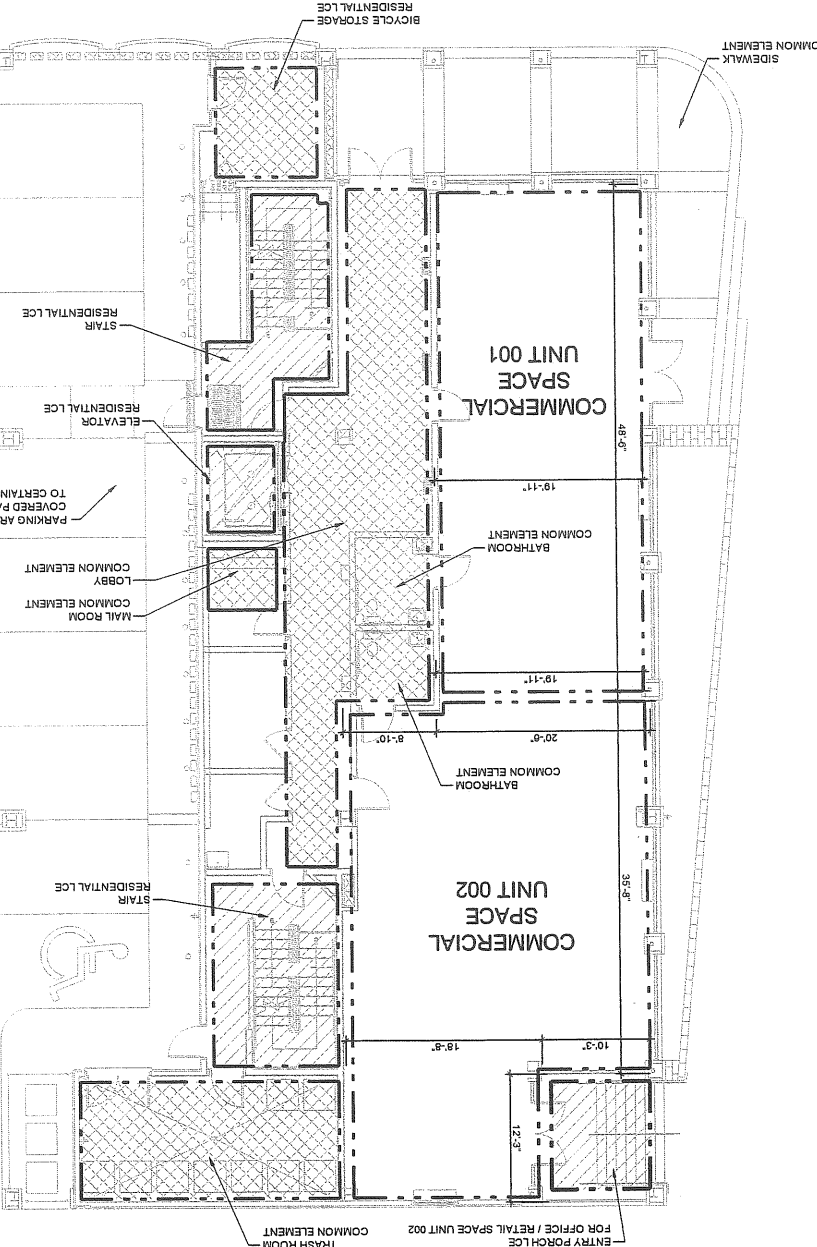 ENTRY PORCH LCE
FOR OFFICE / RETAIL SPACE UNIT 002
TRASH ROOM
COMMON ELEMENT
12'-3"
10'-3"
18'-8"
COMMERCIAL
SPACE
UNIT 002
35'-8"
STAIR
RESIDENTIAL LCE
BATHROOM
COMMON ELEMENT
20'-6"
8'-10"
19'-11"
MAIL ROOM
COMMON ELEMENT
LOBBY
COMMON ELEMENT
BATHROOM
COMMON ELEMENT
PARKING AR
COVERED PA
TO CERTAIN
19'-11"
48'-6"
COMMERCIAL
SPACE
UNIT 001
ELEVATOR
RESIDENTIAL LCE
STAIR
RESIDENTIAL LCE
SIDEWALK
OMMON ELEMENT
BICYCLE STORAGE
RESIDENTIAL LCE